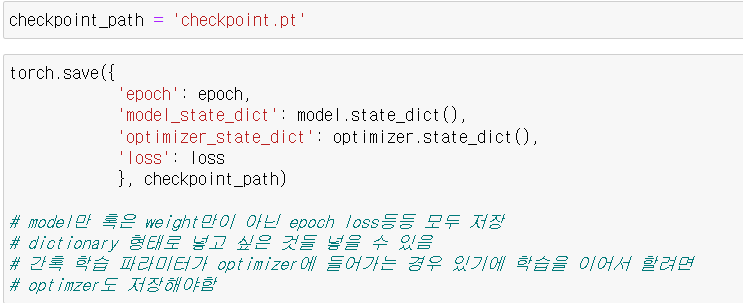 checkpoint_path = 'checkpoint.pt'
torch.save({
'epoch': epoch,
'model_state_dict': model.state_dict(),
'optimizer_state_dict': optimizer.state_dict(),
'loss': loss
}, checkpoint_path)
# model만 혹은 weight만이 아닌 epoch loss등등 모두 저장
# dictionary 형태로 넣고 싶은 것들 넣을 수 있음
# 간혹 학습 파라미터가 optimizer에 들어가는 경우 있기에 학습을 이어서 할려면
# optimzer도 저장해야함